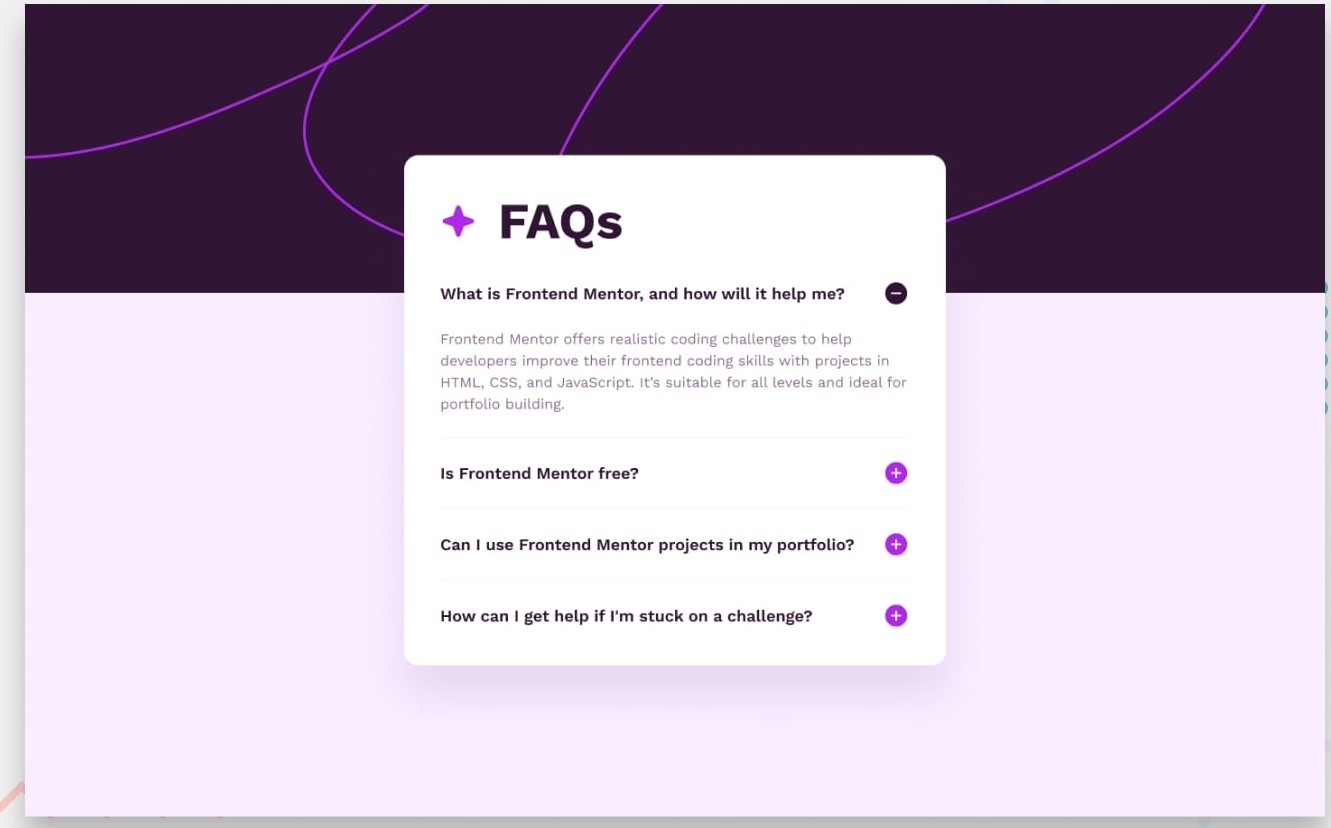 FAQs
What is Frontend Mentor, and how will it help me?
Frontend Mentor offers realistic coding challenges to help
developers improve their frontend coding skills with projects in
HTML, CSS, and JavaScript. It’s suitable for all levels and ideal for
portfolio building.
Is Frontend Mentor free?
Can I use Frontend Mentor projects in my portfolio?
How can I get help if I'm stuck on a challenge?